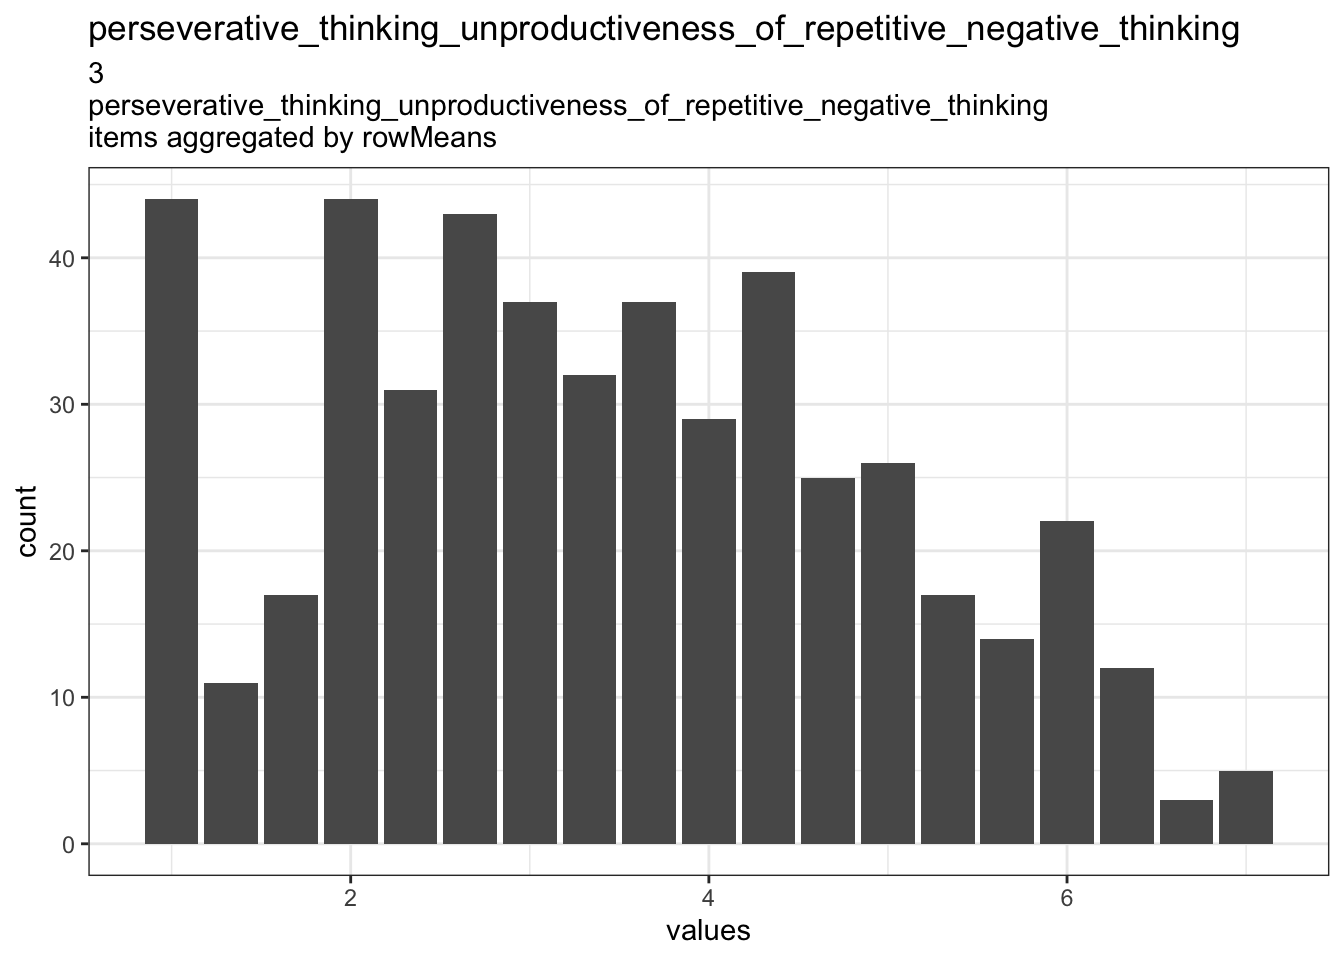 perseverative_thinking_unproductiveness_of_repetitive_negative_thinking
3
perseverative_thinking_unproductiveness_of_repetitive_negative_thinking
items aggregated by rowMeans
40
30
20
10
0
count
2 4 6
values